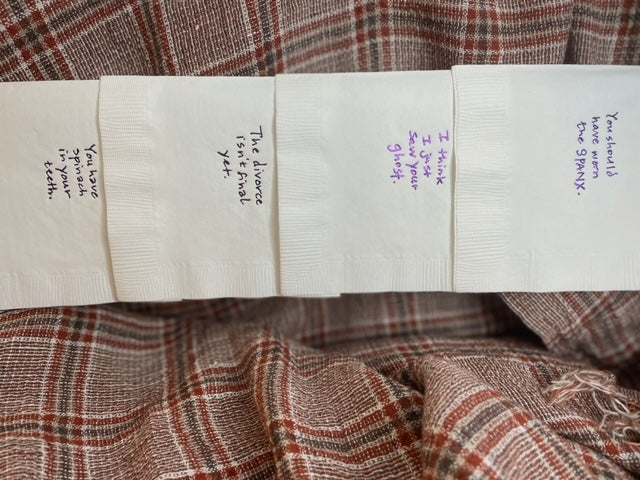 You should
have worn
the SPANX.
I think
I just
saw your
ghost.
The divorce
isn't final
yet.
You have
spinach
in your
teeth.